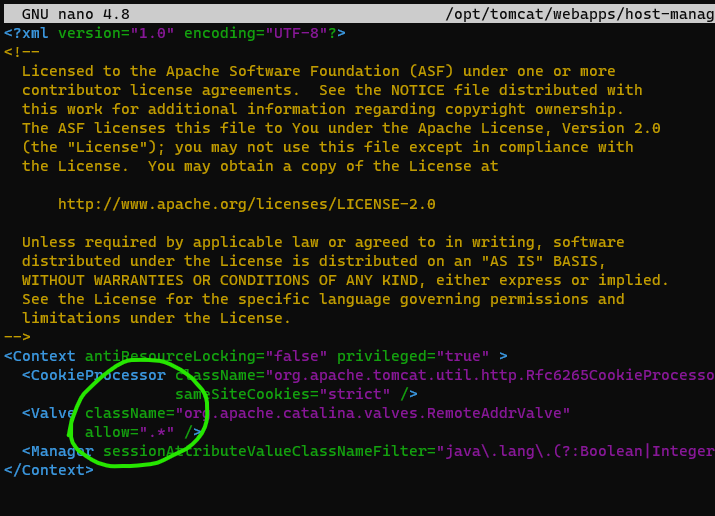 GNU nano 4.8 /opt/tomcat/webapps/host-manag
<?xml version="1.0" encoding="UTF-8"?>
<!--
Licensed to the Apache Software Foundation (ASF) under one or more
contributor license agreements.  See the NOTICE file distributed with
this work for additional information regarding copyright ownership.
The ASF licenses this file to You under the Apache License, Version 2.0
(the "License"); you may not use this file except in compliance with
the License.  You may obtain a copy of the License at
http://www.apache.org/licenses/LICENSE-2.0
Unless required by applicable law or agreed to in writing, software
distributed under the License is distributed on an "AS IS" BASIS,
WITHOUT WARRANTIES OR CONDITIONS OF ANY KIND, either express or implied.
See the License for the specific language governing permissions and
limitations under the License.
-->
<Context antiResourceLocking="false" privileged="true" >
<CookieProcessor className="org.apache.tomcat.util.http.Rfc6265CookieProcesso
sameSiteCookies="strict" />
<Valve className="org.apache.catalina.valves.RemoteAddrValve"
allow=".*" />
<Manager sessionAttributeValueClassNameFilter="java\.lang\.(?:Boolean|Integer
</Context>